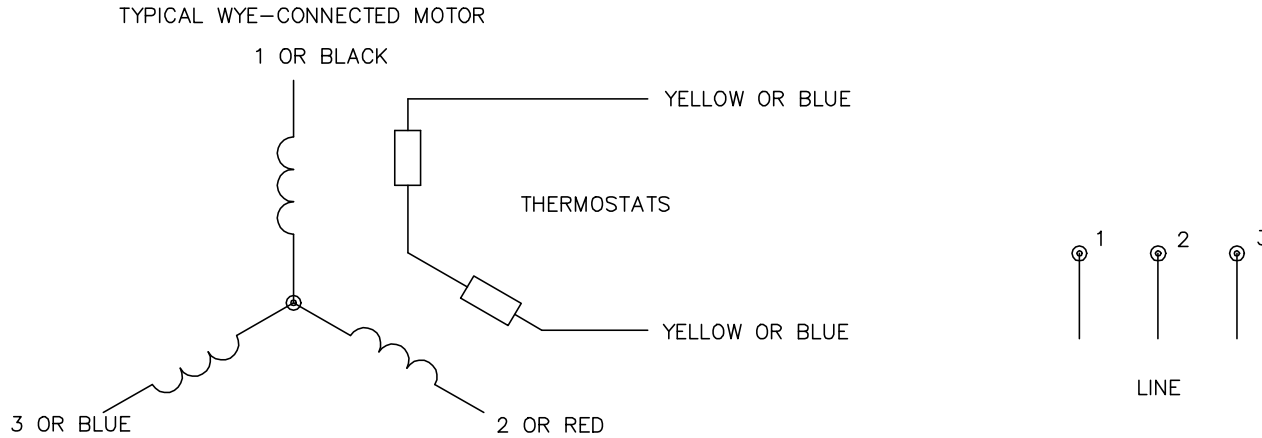 TYPICAL WYE-CONNECTED MOTOR
1 OR BLACK
YELLOW OR BLUE
THERMOSTATS
1 2 3
YELLOW OR BLUE
LINE
3 OR BLUE
2 OR RED